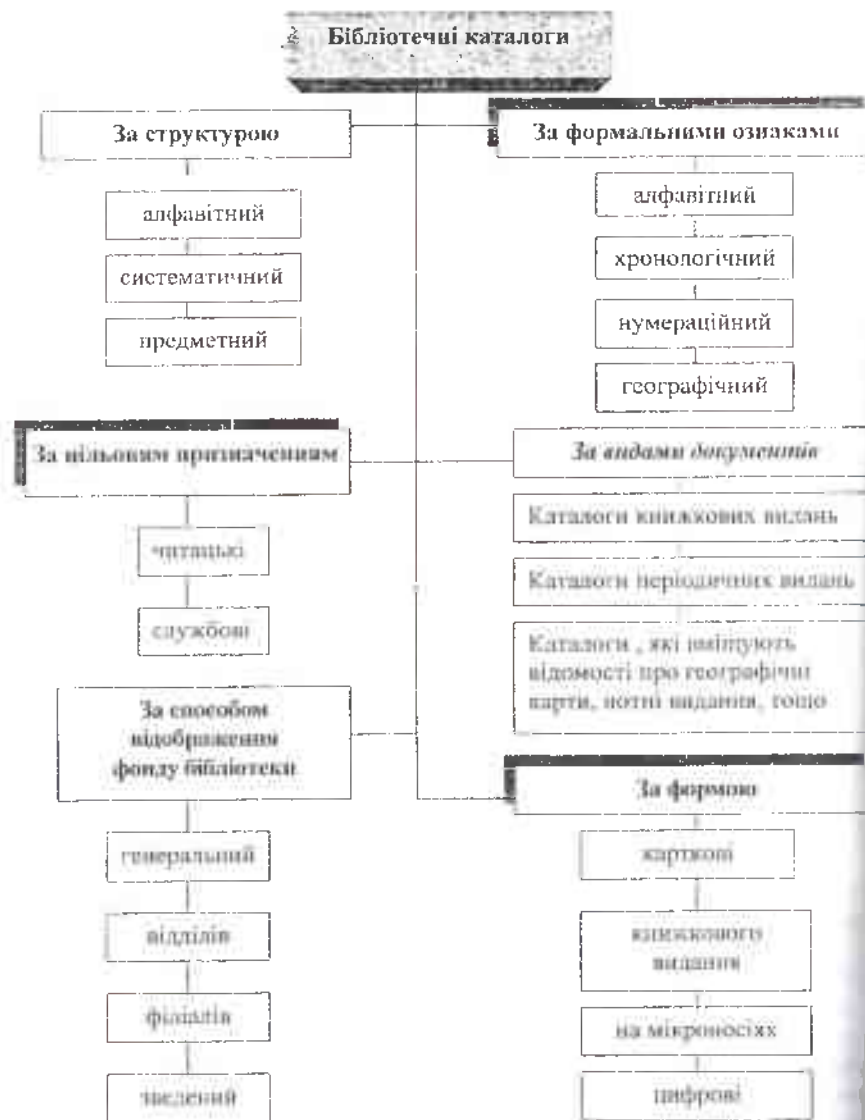 Бібліотечні каталоги
За структурою
алфавітний
систематичний
предметний
За формальними ознаками
алфавітний
хронологічний
нумераційний
географічний
За цільовим призначенням
читацькі
службові
За видами документів
Каталоги книжкових видань
Каталоги періодичних видань
Каталоги , які вміщують
відомості про географічні
карти, нотні видання, тощо
За способом
відображення
фонду бібліотеки
генеральний
відділів
філіалів
зведений
За формою
карткові
книжкового
видання
на мікроносіях
цифрові